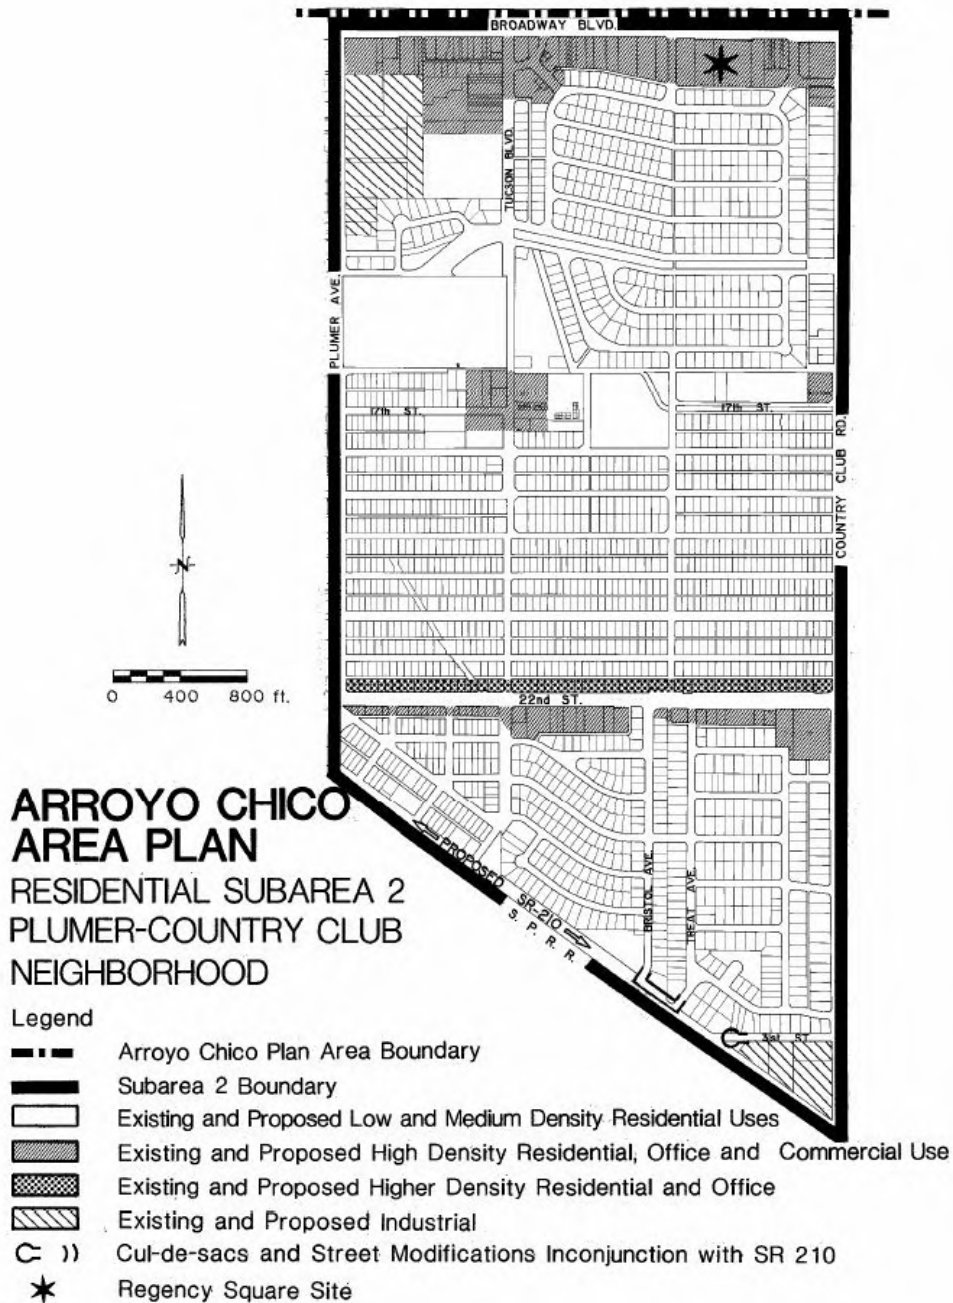 BROADWAY BLVD.
TUCSON BLVD.
PLUMER AVE.
17th ST.
17th ST.
COUNTRY CLUB RD.
N
0 400 800 ft.
22nd ST.
ARROYO CHICO
AREA PLAN
RESIDENTIAL SUBAREA 2
PLUMER-COUNTRY CLUB
NEIGHBORHOOD
PROPOSED SR-210
S. P. R. R.
BRISTOL AVE.
TREAT AVE.
31st ST.
Legend
Arroyo Chico Plan Area Boundary
Subarea 2 Boundary
Existing and Proposed Low and Medium Density Residential Uses
Existing and Proposed High Density Residential, Office and Commercial Use
Existing and Proposed Higher Density Residential and Office
Existing and Proposed Industrial
Cul-de-sacs and Street Modifications Inconjunction with SR 210
Regency Square Site